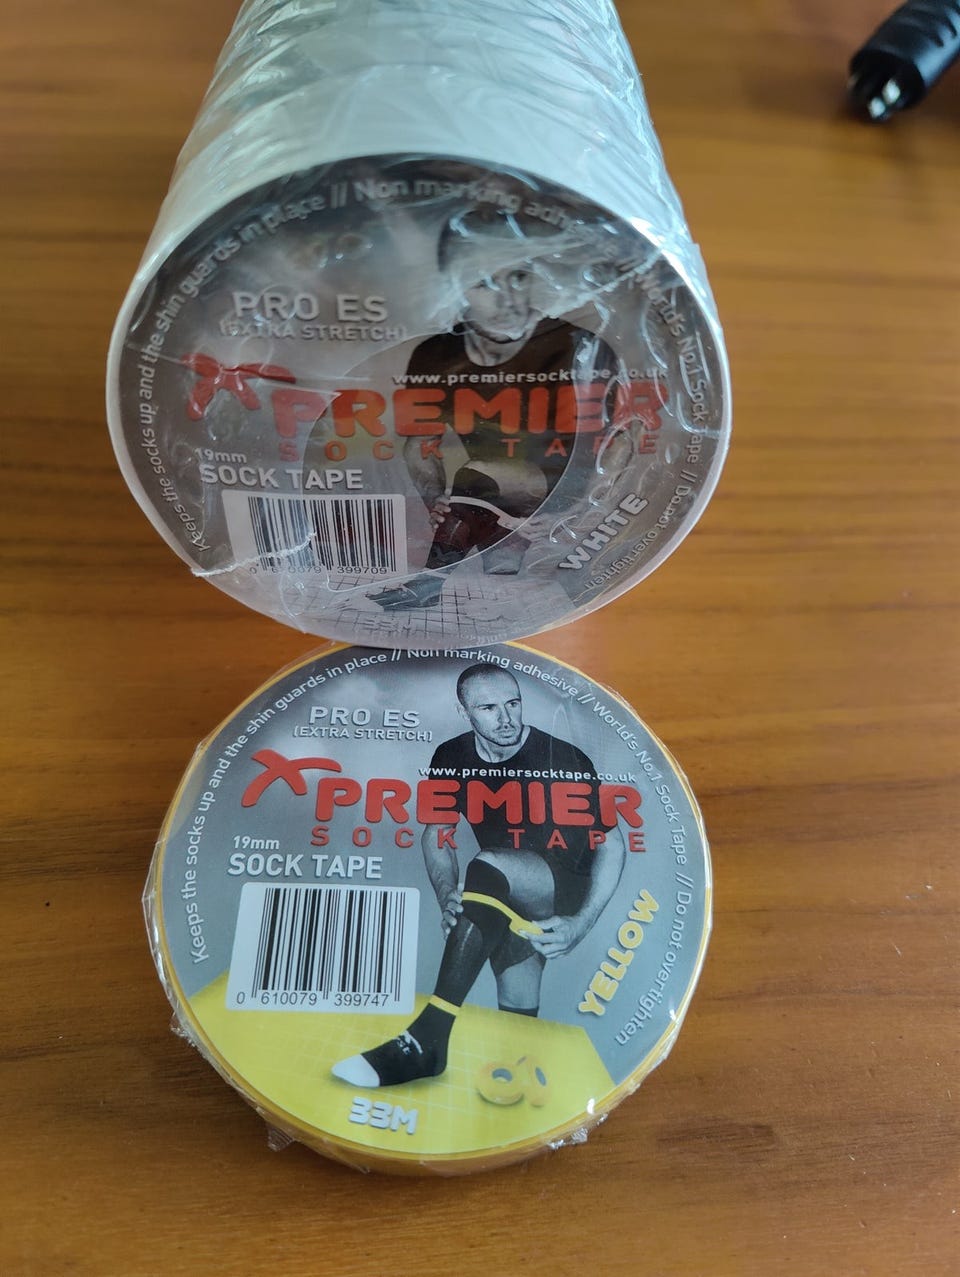 Keeps the socks up and the shin guards in place // Non marking adhesive // World's No.1 Sock Tape // Do not overtighten
PRO ES
(EXTRA STRETCH)
www.premiersocktape.co.uk
PREMIER
SOCK TAPE
19mm
SOCK TAPE
0 610079 399709
WHITE
33M
Keeps the socks up and the shin guards in place // Non marking adhesive // World's No.1 Sock Tape // Do not overtighten
PRO ES
(EXTRA STRETCH)
www.premiersocktape.co.uk
PREMIER
SOCK TAPE
19mm
SOCK TAPE
0 610079 399747
YELLOW
33M